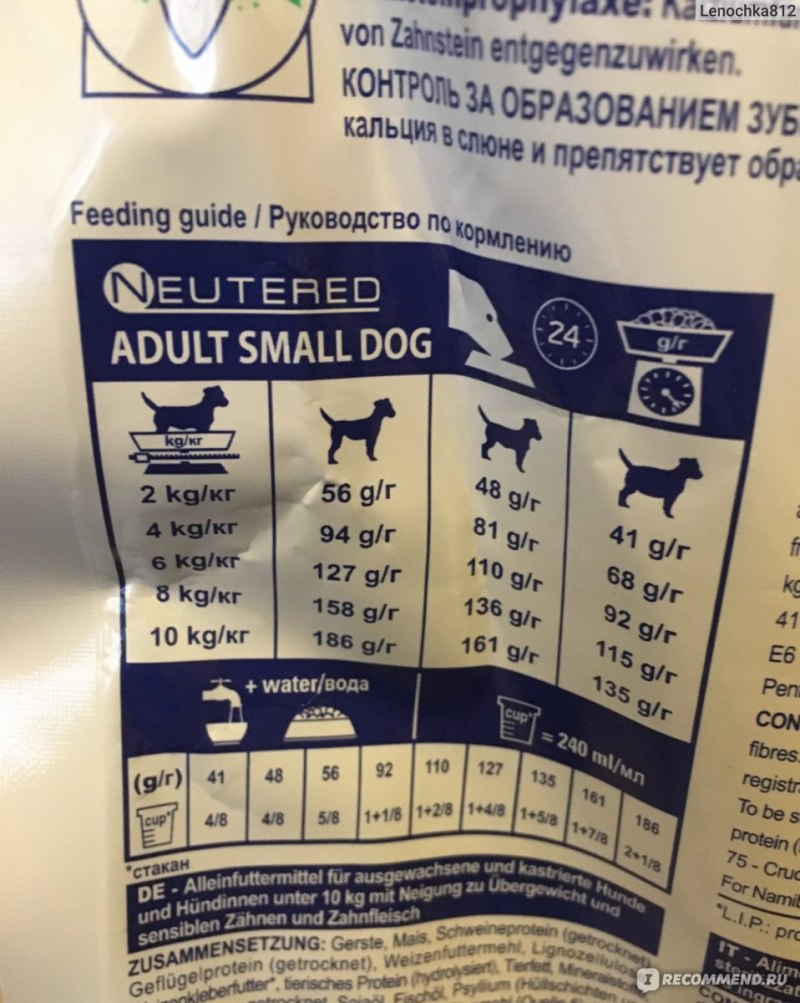 Lenochka812
von Zahnstein entgegenzuwirken.
КОНТРОЛЬ ЗА ОБРАЗОВАНИЕМ ЗУБ
кальция в слюне и препятствует обра
Feeding guide / Руководство по кормлению
NEUTERED
ADULT SMALL DOG
24
g/г
kg/кг
2 kg/кг 56 g/г 48 g/г 41 g/г
4 kg/кг 94 g/г 81 g/г 68 g/г
6 kg/кг 127 g/г 110 g/г 92 g/г
8 kg/кг 158 g/г 136 g/г 115 g/г
10 kg/кг 186 g/г 161 g/г 135 g/г
+ water/вода
cup* = 240 ml/мл
(g/г) 41 48 56 92 110 127 135 161 186
cup* 4/8 4/8 5/8 1+1/8 1+2/8 1+4/8 1+5/8 1+7/8 2+1/8
*стакан
DE - Alleinfuttermittel für ausgewachsene und kastrierte Hunde
und Hündinnen unter 10 kg mit Neigung zu Übergewicht und
sensiblen Zähnen und Zahnfleisch
ZUSAMMENSETZUNG: Gerste, Mais, Schweineprotein (getrocknet),
Geflügelprotein (getrocknet), Weizenfuttermehl, Lignozellulose,
tierisches Protein (hydrolysiert), Tierfett, Mineralstoffe
Fischöl, Psyllium (Hüllschichten
kg
41
E6
Pen
CON
fibres:
registr
To be s
protein (
75 - Cruc
For Namib
*L.I.P.: pro
IT - Alim
IRECOMMEND.RU